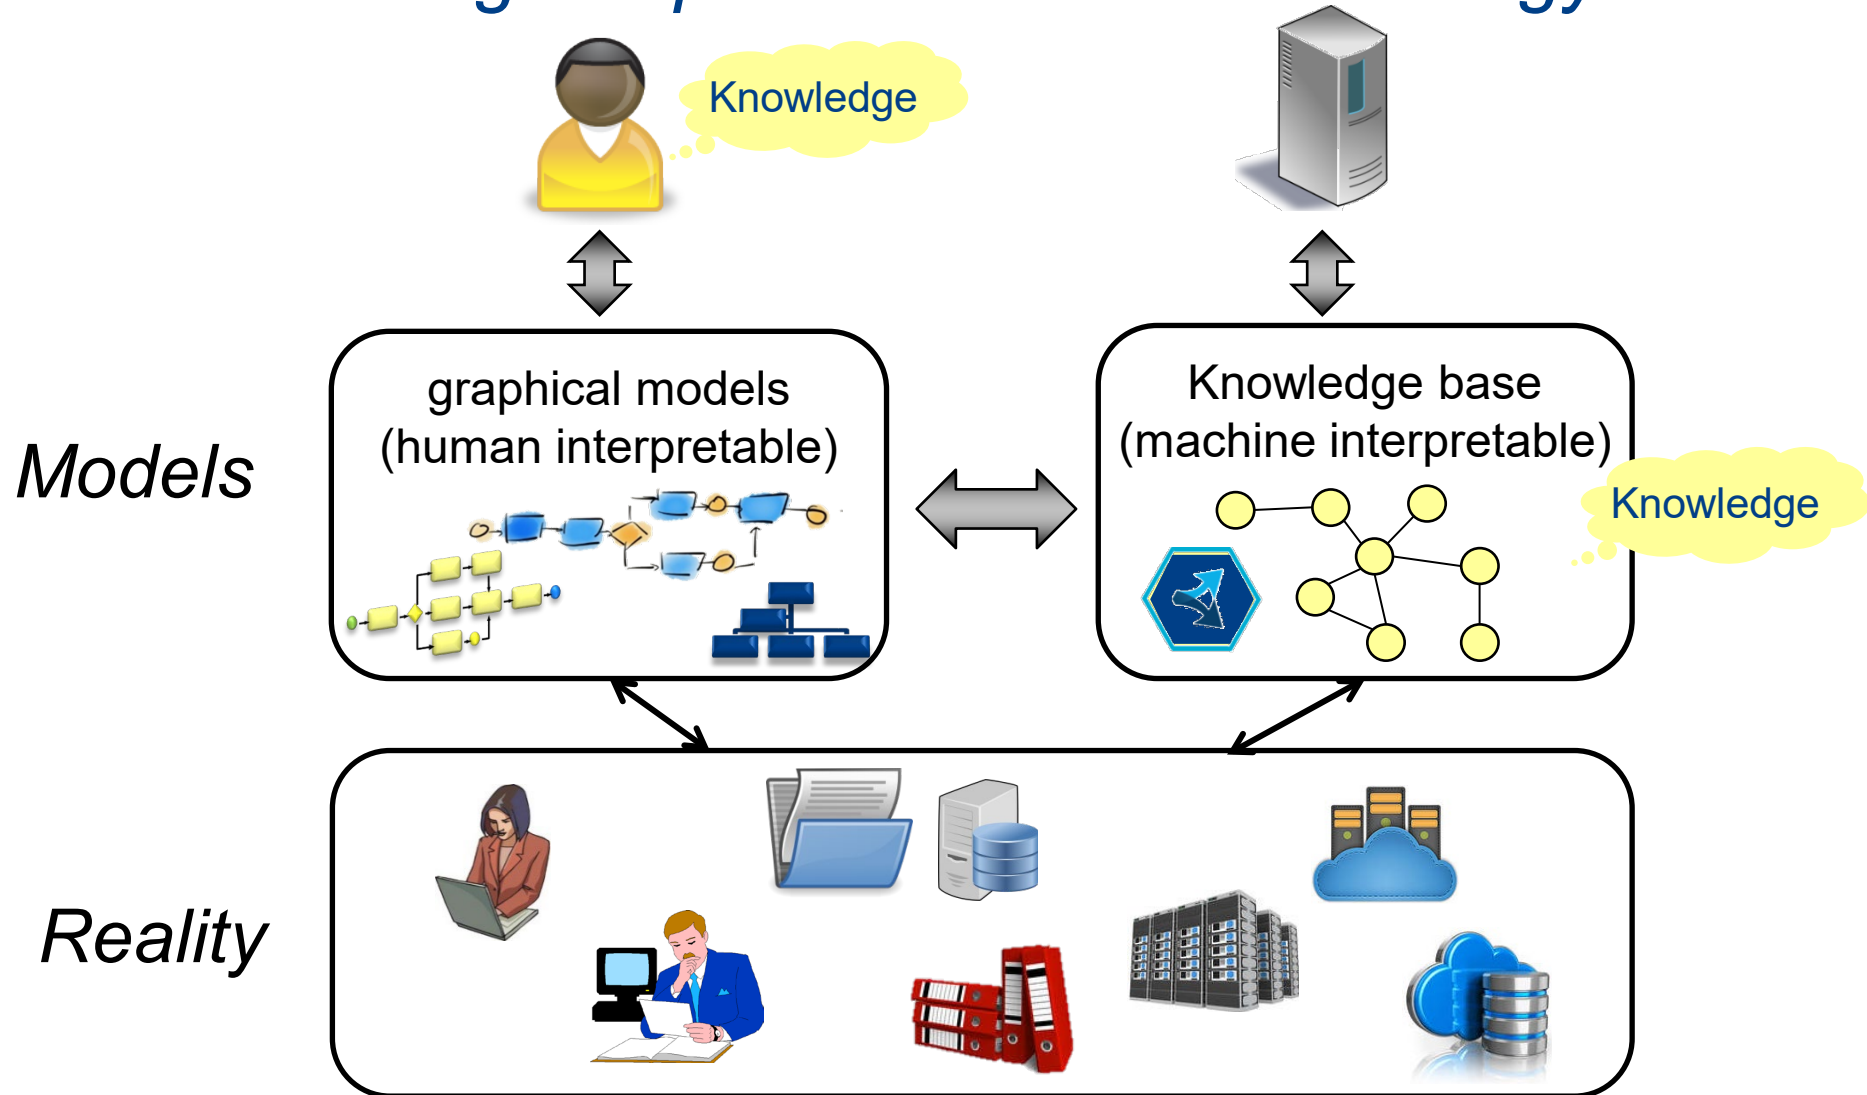 Knowledge
graphical models
(human interpretable)
Knowledge base
(machine interpretable)
Models
Knowledge
Reality